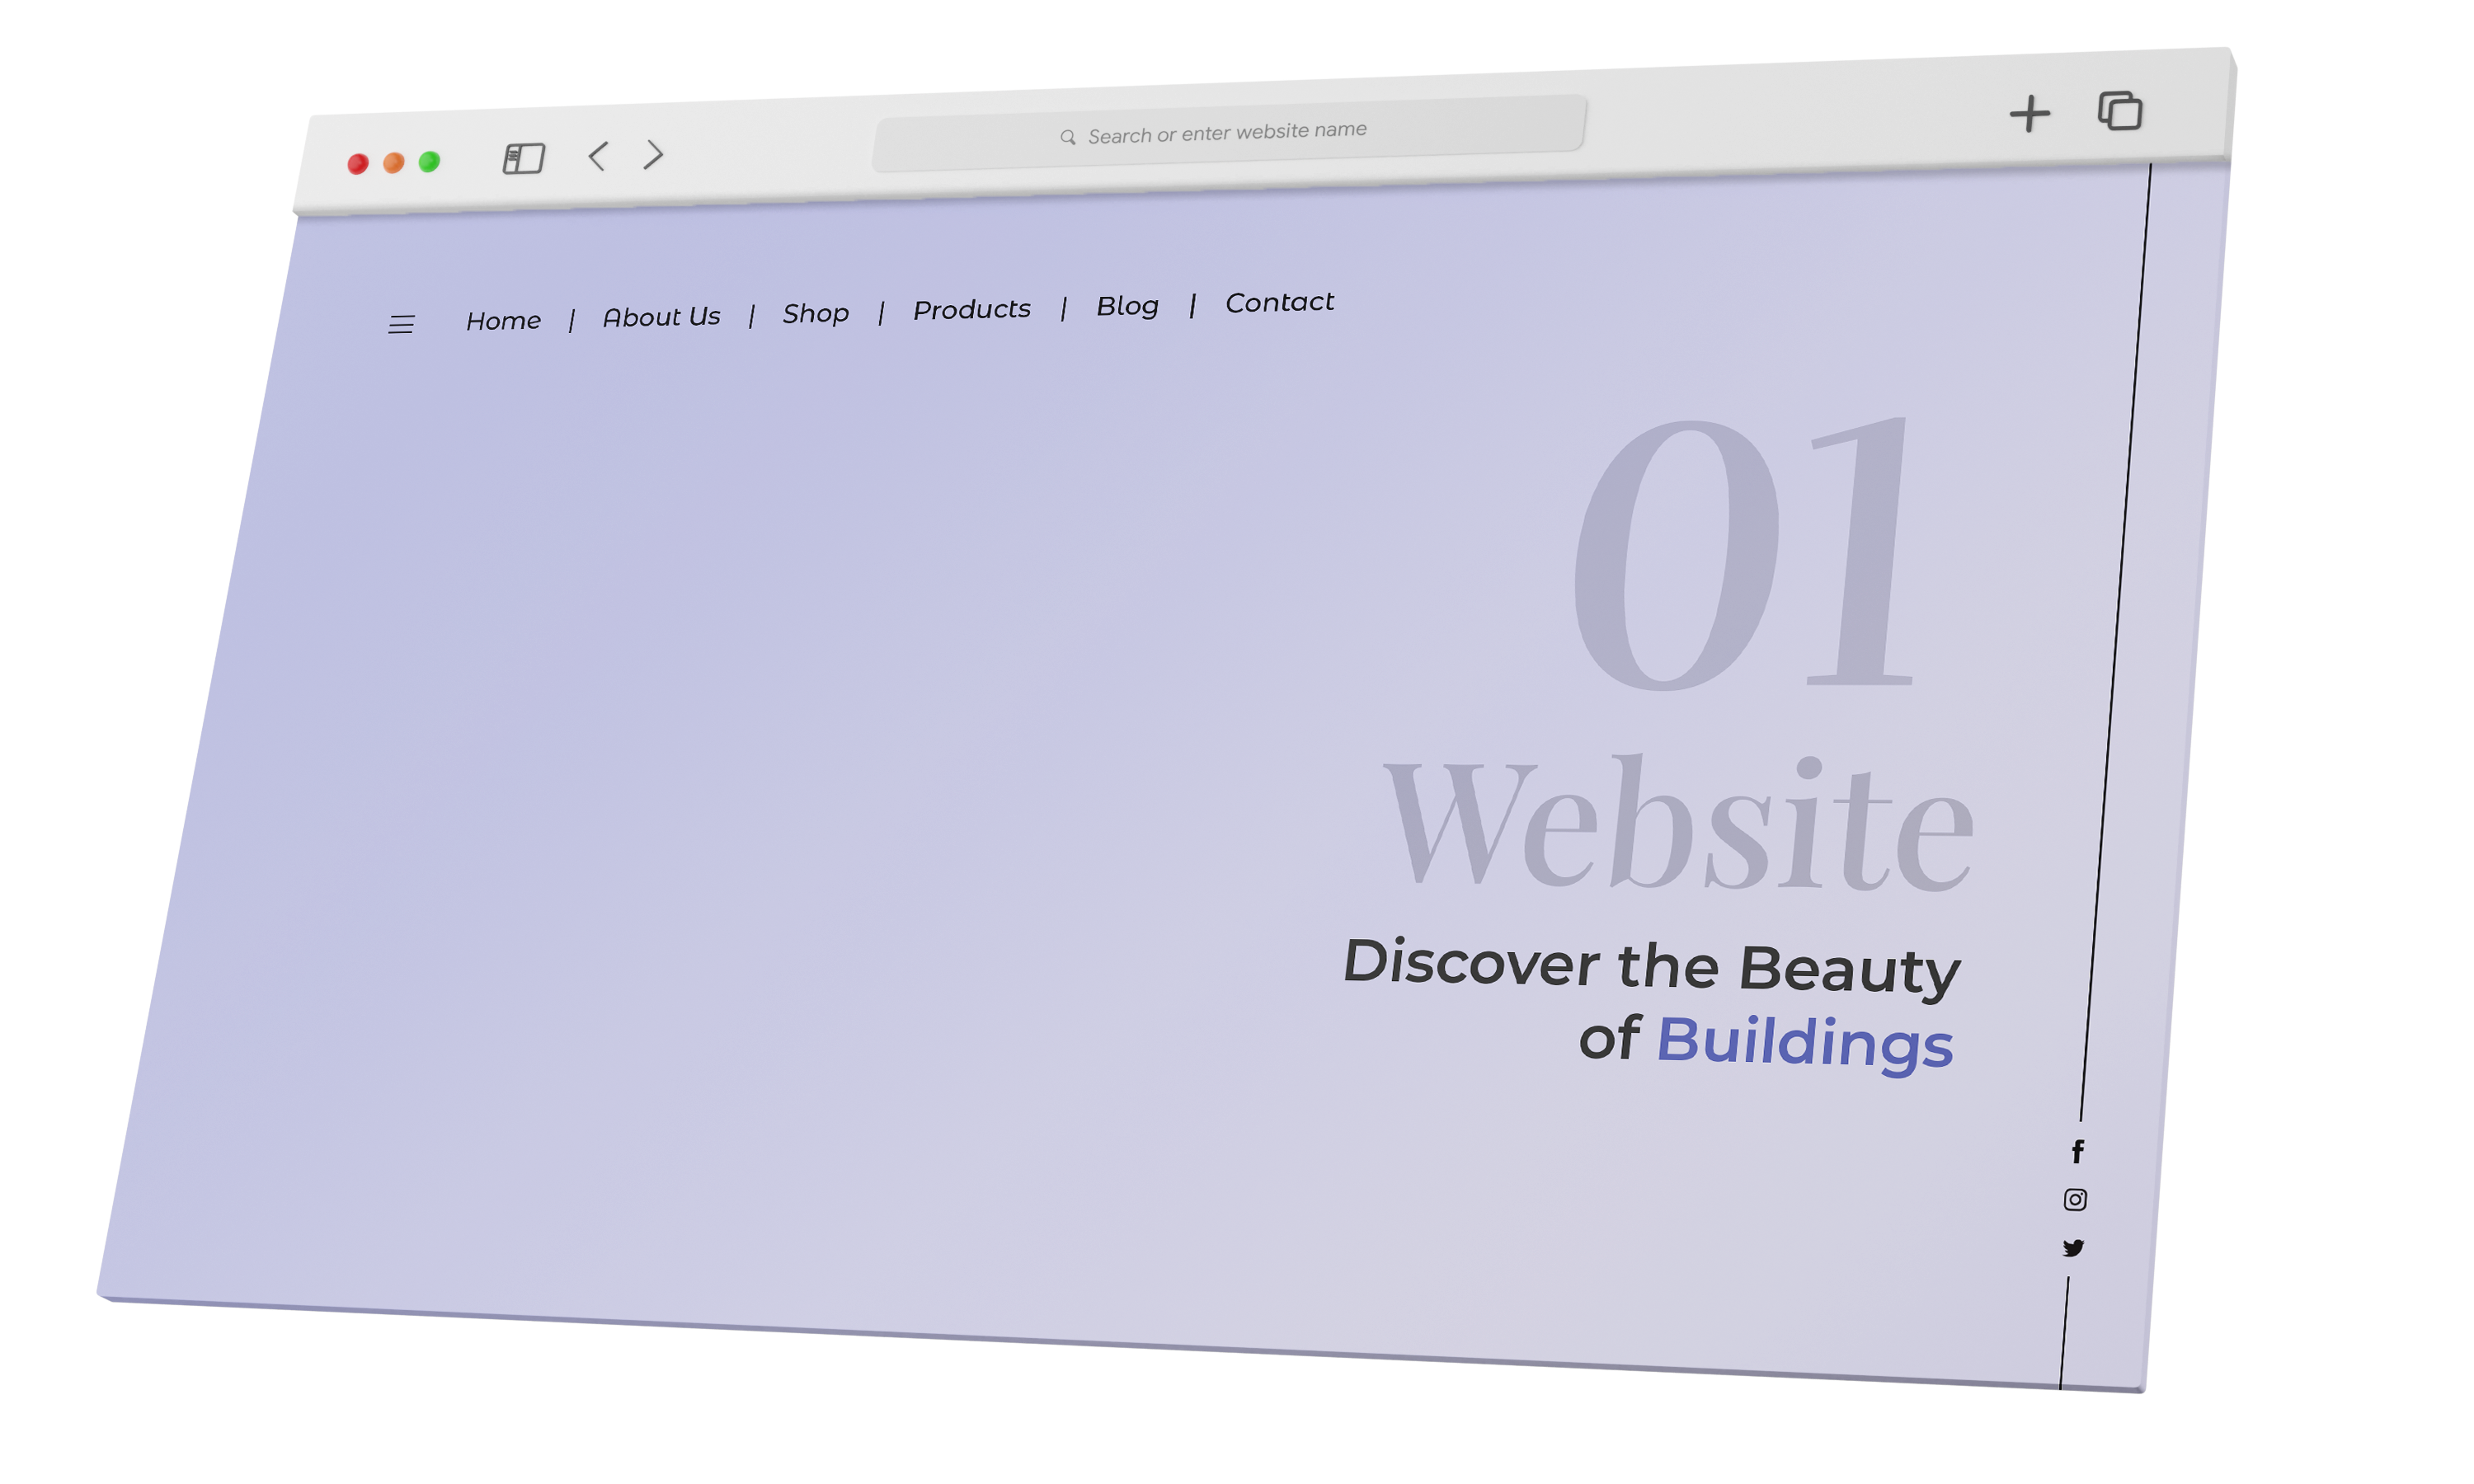 Search or enter website name
Home | About Us | Shop | Products | Blog | Contact
01
Website
Discover the Beauty
of Buildings